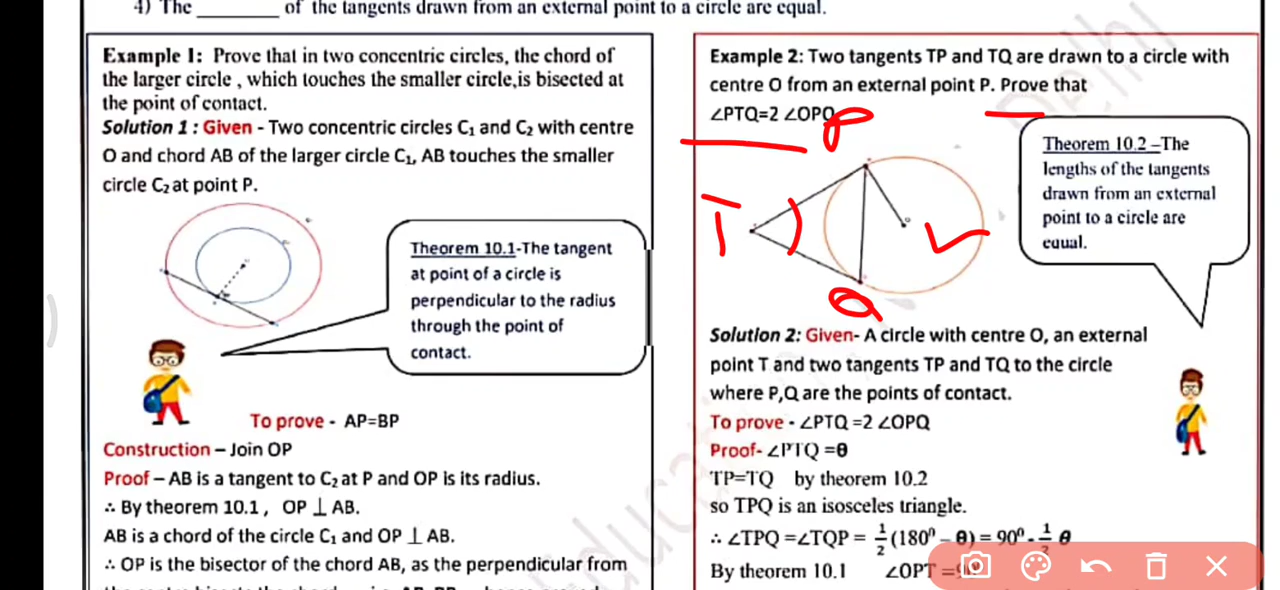 4) The ________ of the tangents drawn from an external point to a circle are equal.
Example 1: Prove that in two concentric circles, the chord of
the larger circle , which touches the smaller circle,is bisected at
the point of contact.
Solution 1 : Given - Two concentric circles C₁ and C₂ with centre
O and chord AB of the larger circle C₁, AB touches the smaller
circle C₂ at point P.
Theorem 10.1-The tangent
at point of a circle is
perpendicular to the radius
through the point of
contact.
To prove - AP=BP
Construction – Join OP
Proof – AB is a tangent to C₂ at P and OP is its radius.
∴ By theorem 10.1, OP ⊥ AB.
AB is a chord of the circle C₁ and OP ⊥ AB.
∴ OP is the bisector of the chord AB, as the perpendicular from
Example 2: Two tangents TP and TQ are drawn to a circle with
centre O from an external point P. Prove that
∠PTQ=2 ∠OPQ
P
T
Q
Theorem 10.2 –The
lengths of the tangents
drawn from an external
point to a circle are
equal.
Solution 2: Given- A circle with centre O, an external
point T and two tangents TP and TQ to the circle
where P,Q are the points of contact.
To prove - ∠PTQ =2 ∠OPQ
Proof- ∠PTQ =θ
TP=TQ by theorem 10.2
so TPQ is an isosceles triangle.
∴ ∠TPQ =∠TQP = 1/2 (180⁰ – θ) = 90⁰ - 1/2 θ
By theorem 10.1 ∠OPT =